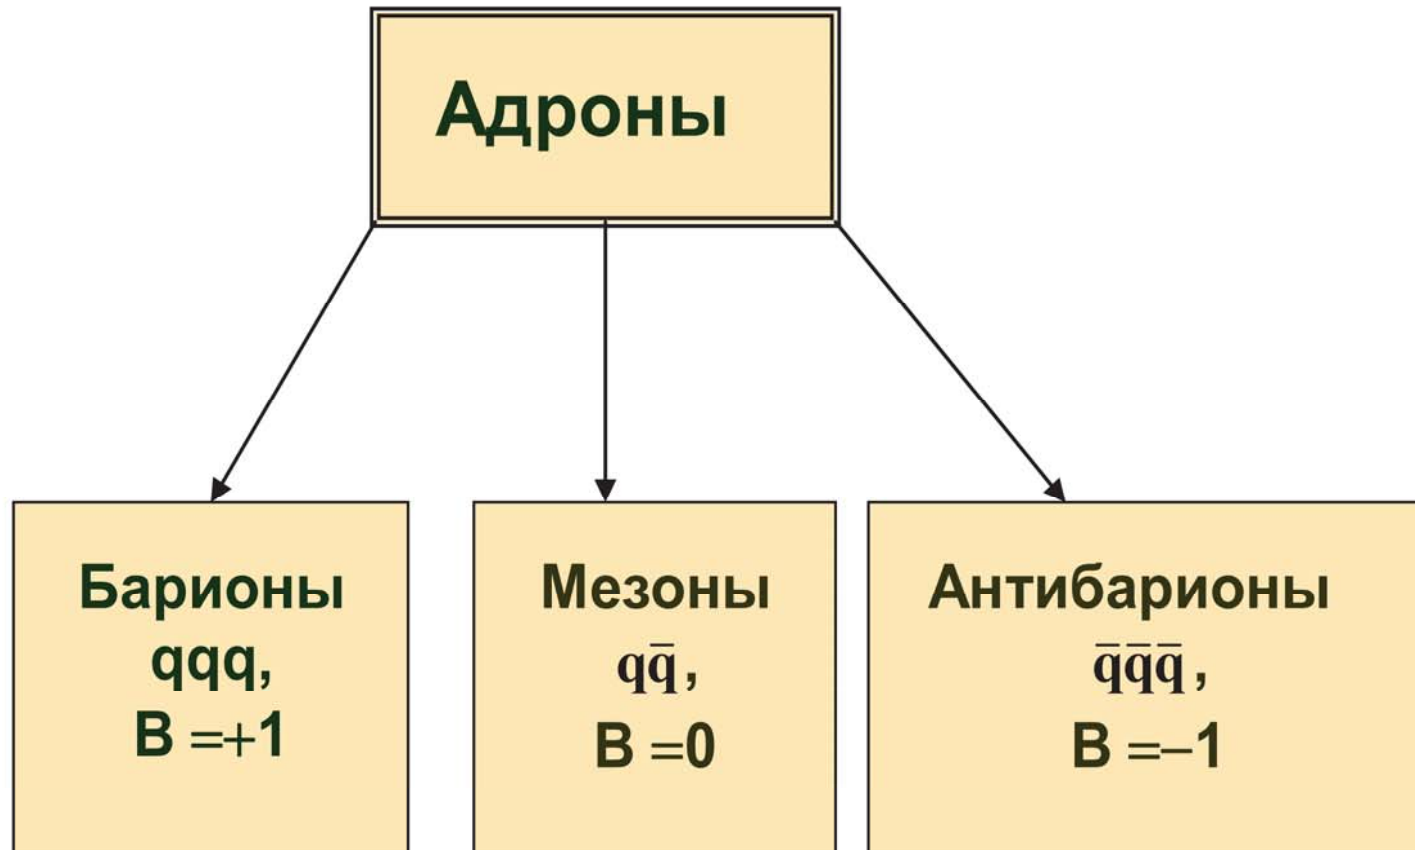 Адроны
Барионы
qqq,
B =+1
Мезоны
qq̄,
B =0
Антибарионы
q̄q̄q̄,
B =–1